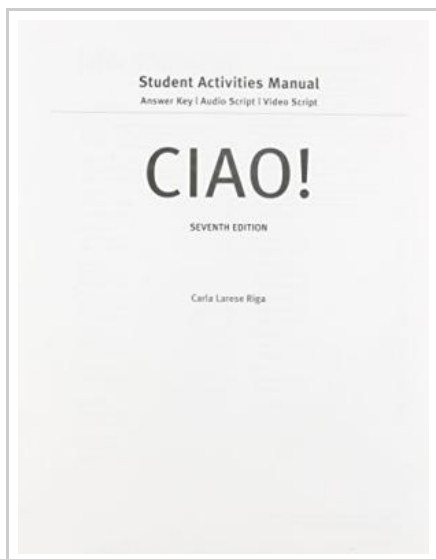 Student Activities Manual
Answer Key | Audio Script | Video Script
CIAO!
SEVENTH EDITION
Carla Larese Riga